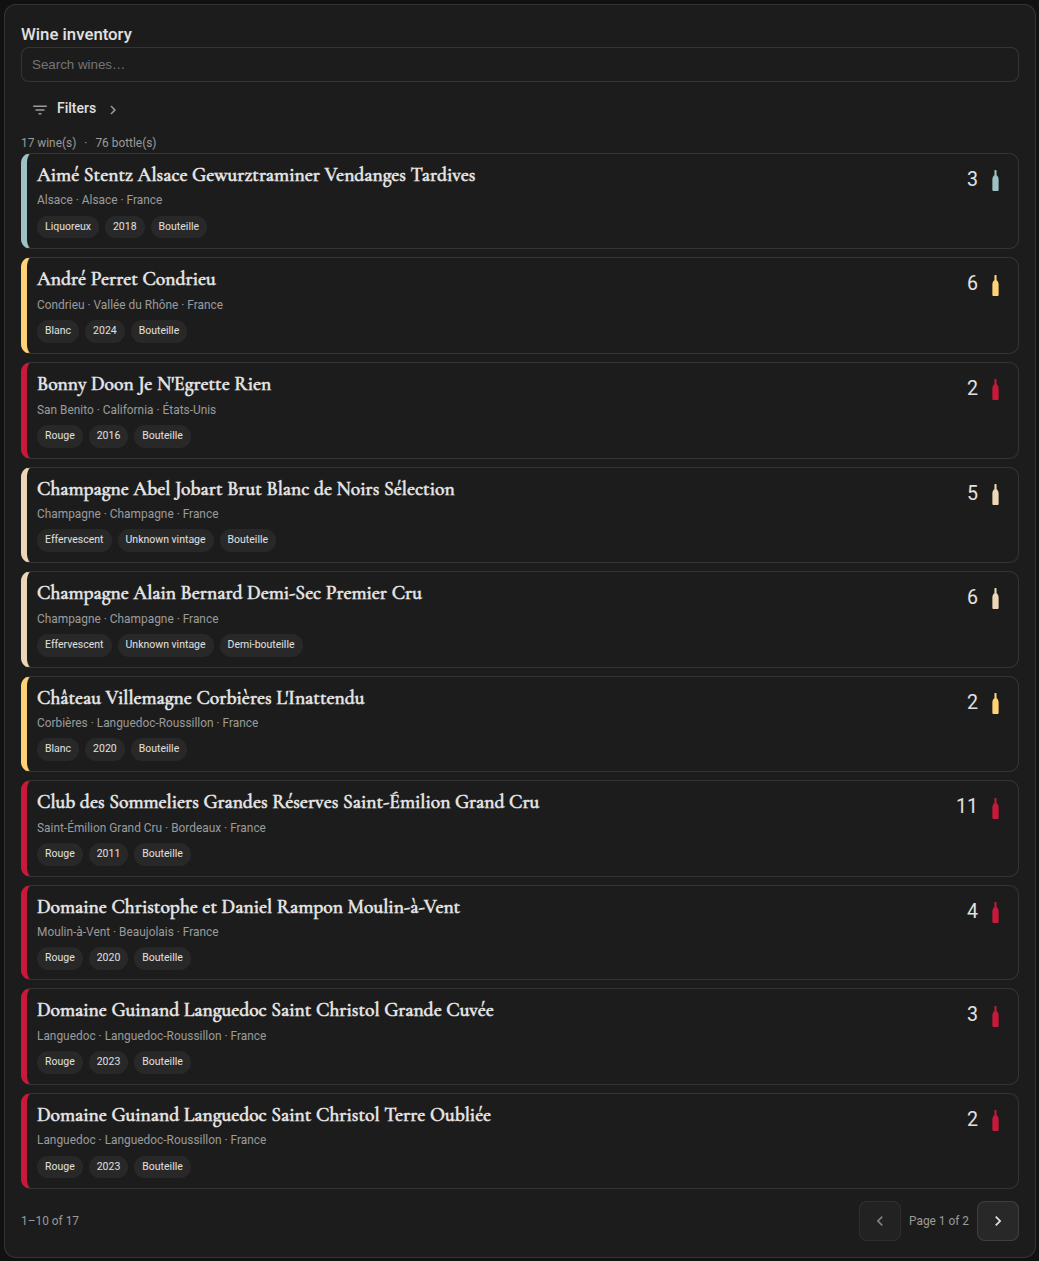 Wine inventory
Search wines…
Filters
17 wine(s) · 76 bottle(s)
Aimé Stentz Alsace Gewurztraminer Vendanges Tardives
3
Alsace · Alsace · France
Liquoreux 2018 Bouteille
André Perret Condrieu
6
Condrieu · Vallée du Rhône · France
Blanc 2024 Bouteille
Bonny Doon Je N'Egrette Rien
2
San Benito · California · États-Unis
Rouge 2016 Bouteille
Champagne Abel Jobart Brut Blanc de Noirs Sélection
5
Champagne · Champagne · France
Effervescent Unknown vintage Bouteille
Champagne Alain Bernard Demi-Sec Premier Cru
6
Champagne · Champagne · France
Effervescent Unknown vintage Demi-bouteille
Château Villemagne Corbières L'Inattendu
2
Corbières · Languedoc-Roussillon · France
Blanc 2020 Bouteille
Club des Sommeliers Grandes Réserves Saint-Émilion Grand Cru
11
Saint-Émilion Grand Cru · Bordeaux · France
Rouge 2011 Bouteille
Domaine Christophe et Daniel Rampon Moulin-à-Vent
4
Moulin-à-Vent · Beaujolais · France
Rouge 2020 Bouteille
Domaine Guinand Languedoc Saint Christol Grande Cuvée
3
Languedoc · Languedoc-Roussillon · France
Rouge 2023 Bouteille
Domaine Guinand Languedoc Saint Christol Terre Oubliée
2
Languedoc · Languedoc-Roussillon · France
Rouge 2023 Bouteille
1–10 of 17
Page 1 of 2